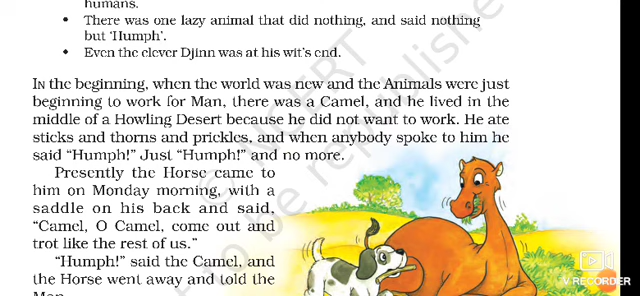 humans.
• There was one lazy animal that did nothing, and said nothing
but ‘Humph’.
• Even the clever Djinn was at his wit’s end.
IN the beginning, when the world was new and the Animals were just
beginning to work for Man, there was a Camel, and he lived in the
middle of a Howling Desert because he did not want to work. He ate
sticks and thorns and prickles, and when anybody spoke to him he
said “Humph!” Just “Humph!” and no more.
Presently the Horse came to
him on Monday morning, with a
saddle on his back and said,
“Camel, O Camel, come out and
trot like the rest of us.”
“Humph!” said the Camel, and
the Horse went away and told the
Man.
NCERT
to be republished
V RECORDER